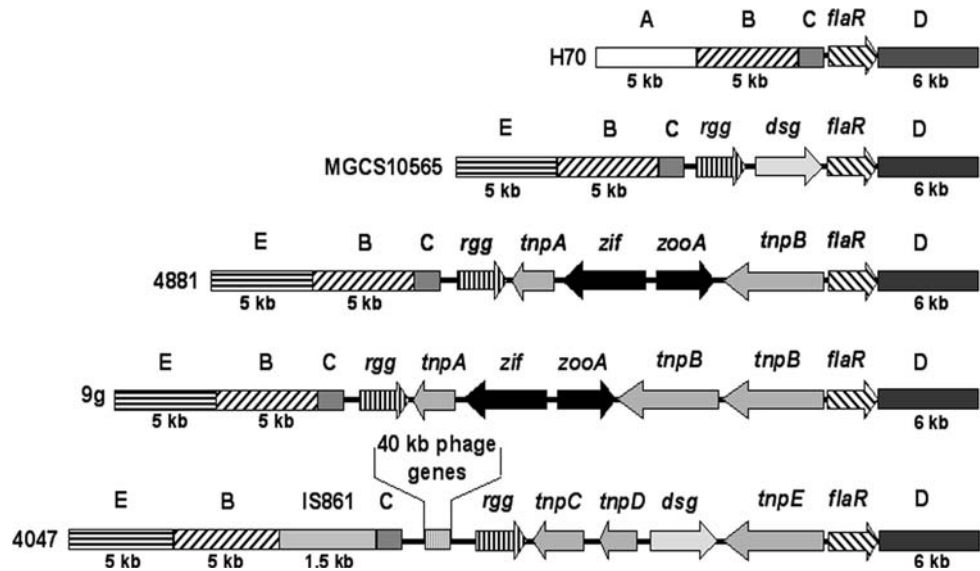 A B C flaR D
H70
5 kb 5 kb 6 kb
E B C rgg dsg flaR D
MGCS10565
5 kb 5 kb 6 kb
E B C rgg tnpA zif zooA tnpB flaR D
4881
5 kb 5 kb 6 kb
E B C rgg tnpA zif zooA tnpB tnpB flaR D
9g
5 kb 5 kb 6 kb
40 kb phage
genes
E B IS861 C rgg tnpC tnpD dsg tnpE flaR D
4047
5 kb 5 kb 1.5 kb 6 kb